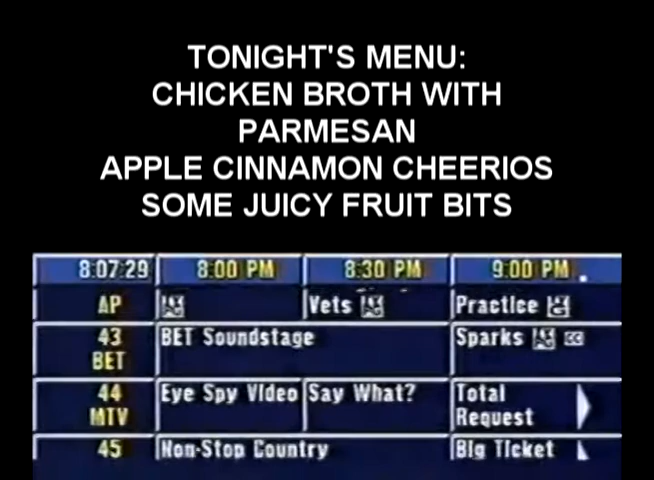 TONIGHT'S MENU:
CHICKEN BROTH WITH
PARMESAN
APPLE CINNAMON CHEERIOS
SOME JUICY FRUIT BITS
8:07:29 8:00 PM 8:30 PM 9:00 PM
AP Vets Practice
43 BET BET Soundstage Sparks CC
44 MTV Eye Spy Video Say What? Total Request
45 Non-Stop Country Big Ticket